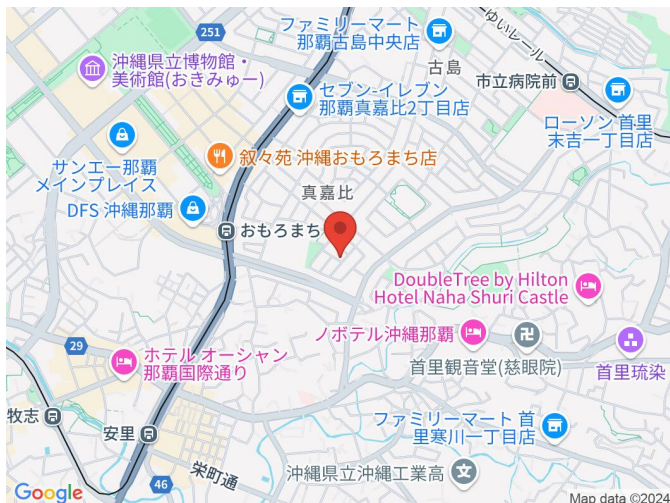 ファミリーマート
那覇古島中央店
251
ゆいレール
古島
市立病院前
沖縄県立博物館・
美術館(おきみゅー)
セブン-イレブン
那覇真嘉比2丁目店
ローソン 首里
末吉一丁目店
サンエー那覇
メインプレイス
叙々苑 沖縄おもろまち店
真嘉比
DFS 沖縄那覇
おもろまち
DoubleTree by Hilton
Hotel Naha Shuri Castle
29
ホテル オーシャン
那覇国際通り
ノボテル沖縄那覇
首里観音堂(慈眼院)
首里琉染
牧志
安里
ファミリーマート 首
里寒川一丁目店
栄町通
46
沖縄県立沖縄工業高
Google
Map data ©2024